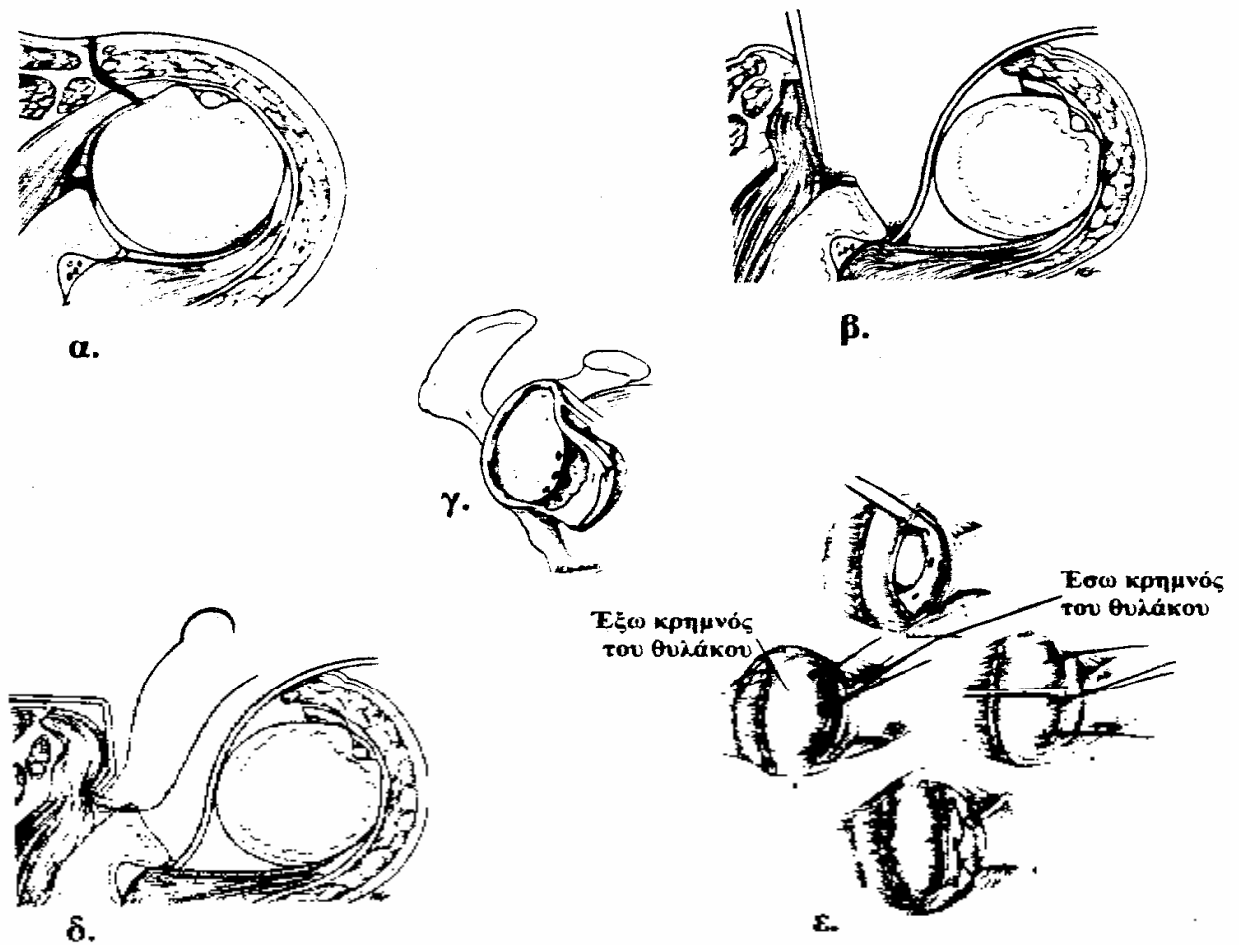 α.
β.
γ.
Έξω κρημνός
του θυλάκου
Έσω κρημνός
του θυλάκου
δ.
ε.